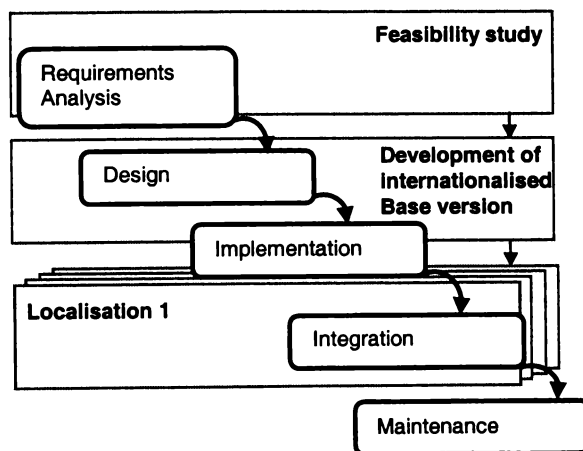 Feasibility study
Requirements
Analysis
Development of
internationalised
Base version
Design
Implementation
Localisation 1
Integration
Maintenance